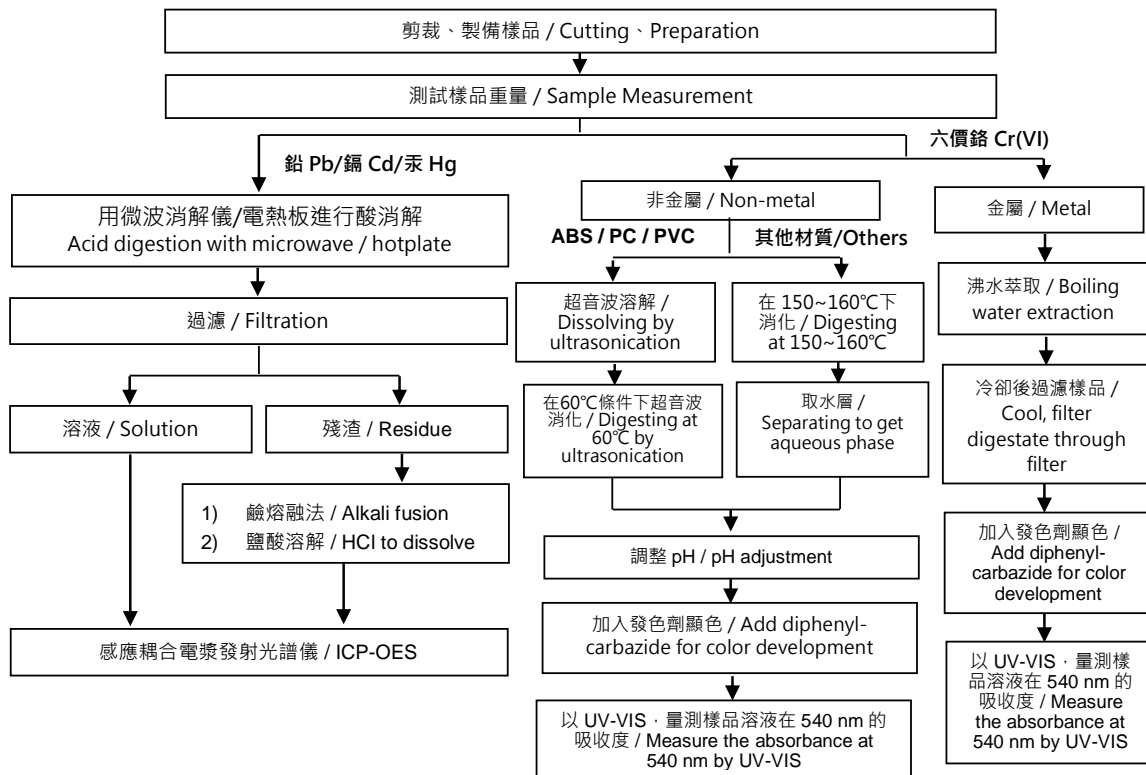 剪裁、製備樣品 / Cutting、Preparation
測試樣品重量 / Sample Measurement
鉛 Pb/鎘 Cd/汞 Hg
用微波消解儀/電熱板進行酸消解
Acid digestion with microwave / hotplate
過濾 / Filtration
溶液 / Solution
殘渣 / Residue
1) 鹼熔融法 / Alkali fusion
2) 鹽酸溶解 / HCl to dissolve
感應耦合電漿發射光譜儀 / ICP-OES
六價鉻 Cr(VI)
非金屬 / Non-metal
ABS / PC / PVC
其他材質/Others
超音波溶解 /
Dissolving by
ultrasonication
在60℃條件下超音波
消化 / Digesting at
60℃ by
ultrasonication
在 150~160℃下
消化 / Digesting
at 150~160℃
取水層 /
Separating to get
aqueous phase
調整 pH / pH adjustment
加入發色劑顯色 / Add diphenyl-
carbazide for color development
以 UV-VIS，量測樣品溶液在 540 nm 的
吸收度 / Measure the absorbance at
540 nm by UV-VIS
金屬 / Metal
沸水萃取 / Boiling
water extraction
冷卻後過濾樣品 /
Cool, filter
digestate through
filter
加入發色劑顯色 /
Add diphenyl-
carbazide for color
development
以 UV-VIS，量測樣
品溶液在 540 nm 的
吸收度 / Measure
the absorbance at
540 nm by UV-VIS